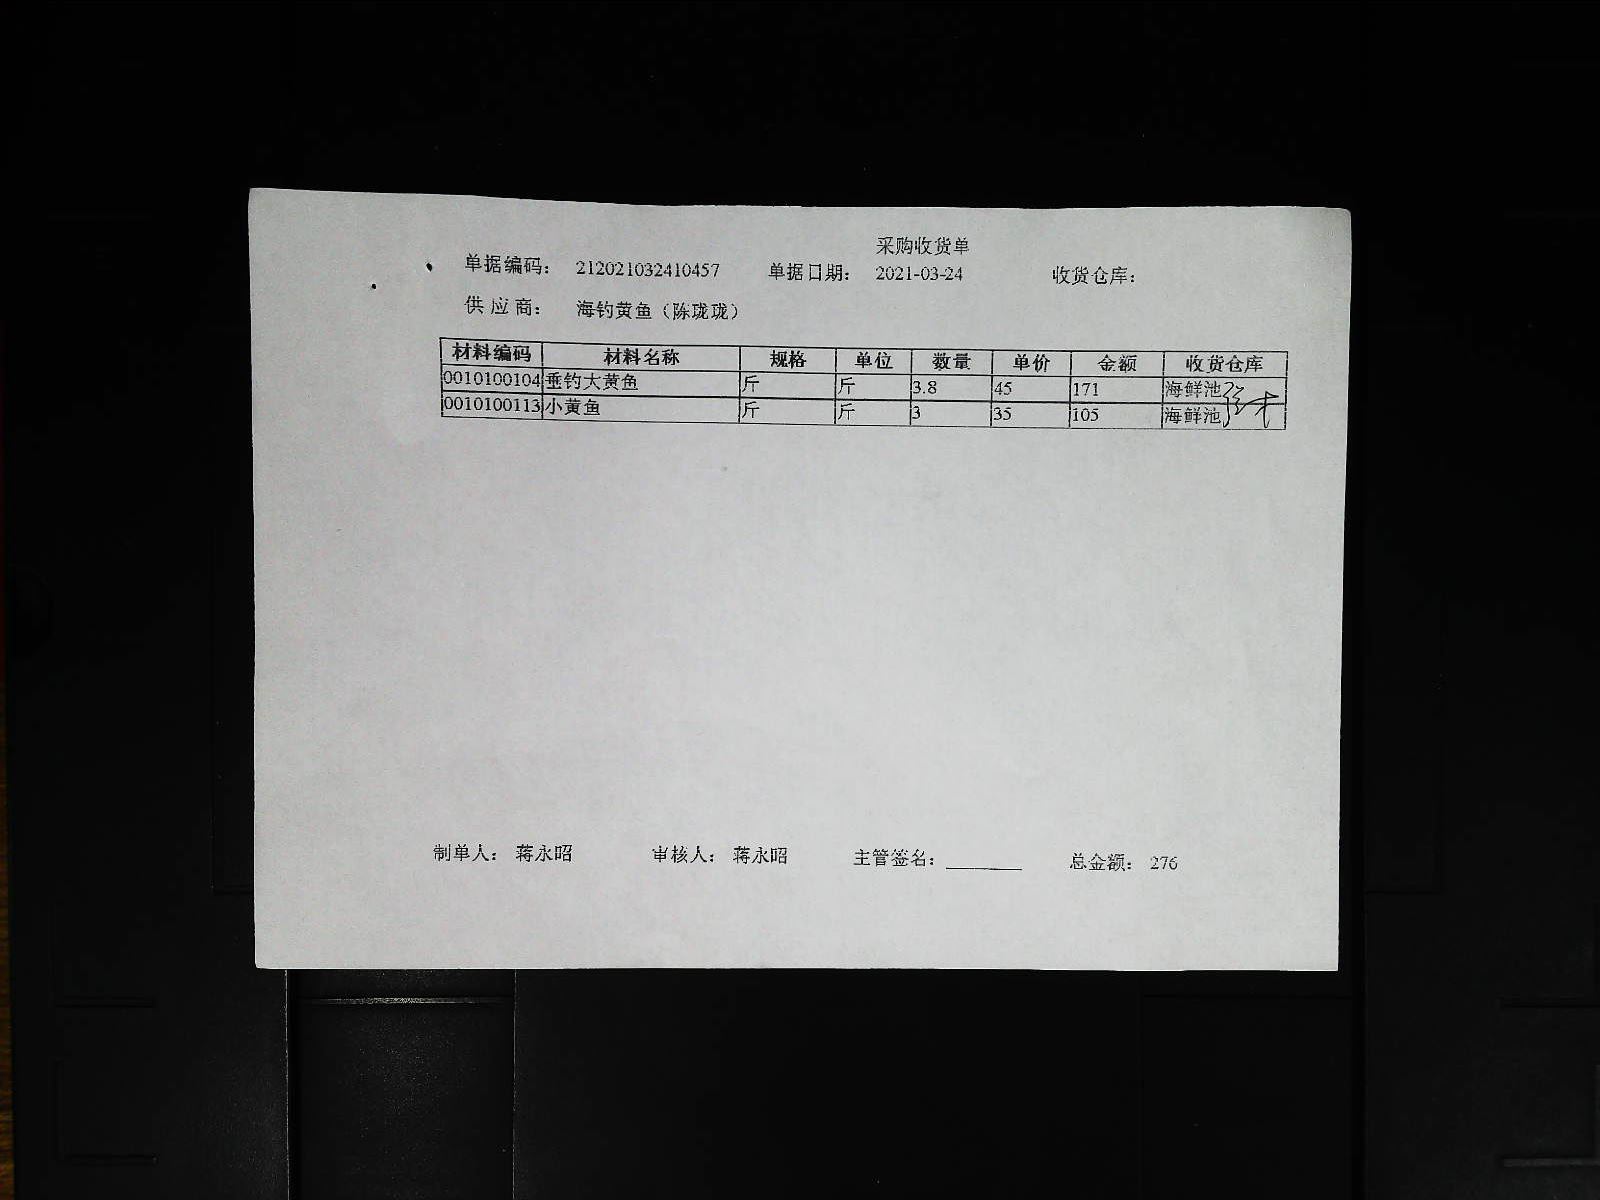 采购收货单
单据编码： 212021032410457 单据日期： 2021-03-24 收货仓库：
供 应 商： 海钓黄鱼（陈珑珑）
材料编码 材料名称 规格 单位 数量 单价 金额 收货仓库
0010100104 垂钓大黄鱼 斤 斤 3.8 45 171 海鲜池
0010100113 小黄鱼 斤 斤 3 35 105 海鲜池
制单人： 蒋永昭 审核人： 蒋永昭 主管签名： 总金额： 276